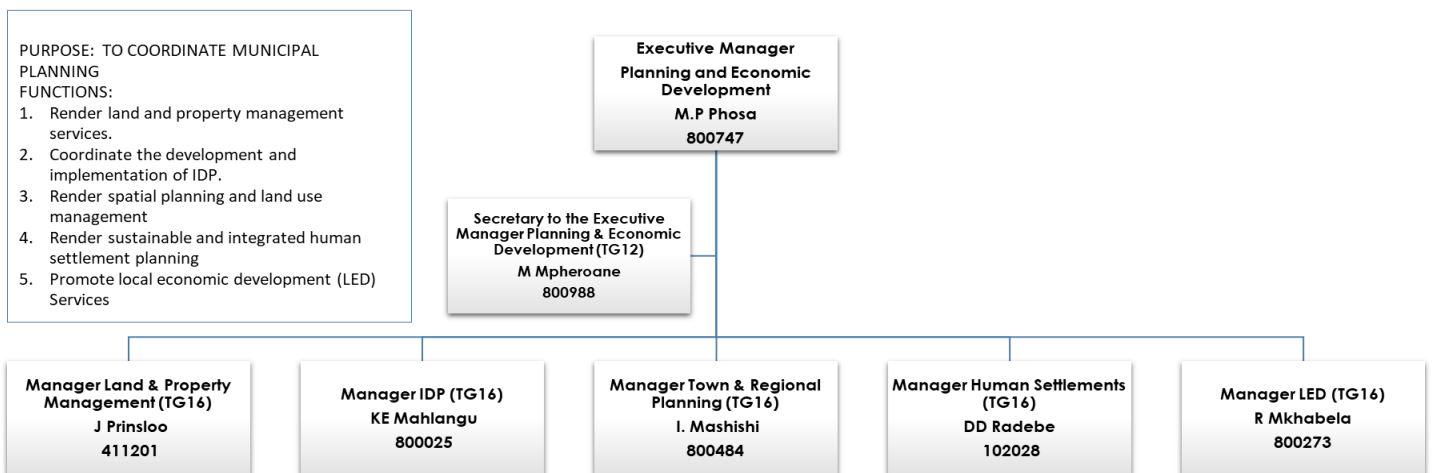 PURPOSE: TO COORDINATE MUNICIPAL
PLANNING
FUNCTIONS:
1. Render land and property management
services.
2. Coordinate the development and
implementation of IDP.
3. Render spatial planning and land use
management
4. Render sustainable and integrated human
settlement planning
5. Promote local economic development (LED)
Services
Executive Manager
Planning and Economic
Development
M.P Phosa
800747
Secretary to the Executive
Manager Planning & Economic
Development (TG12)
M Mpheroane
800988
Manager Land & Property
Management (TG16)
J Prinsloo
411201
Manager IDP (TG16)
KE Mahlangu
800025
Manager Town & Regional
Planning (TG16)
I. Mashishi
800484
Manager Human Settlements
(TG16)
DD Radebe
102028
Manager LED (TG16)
R Mkhabela
800273